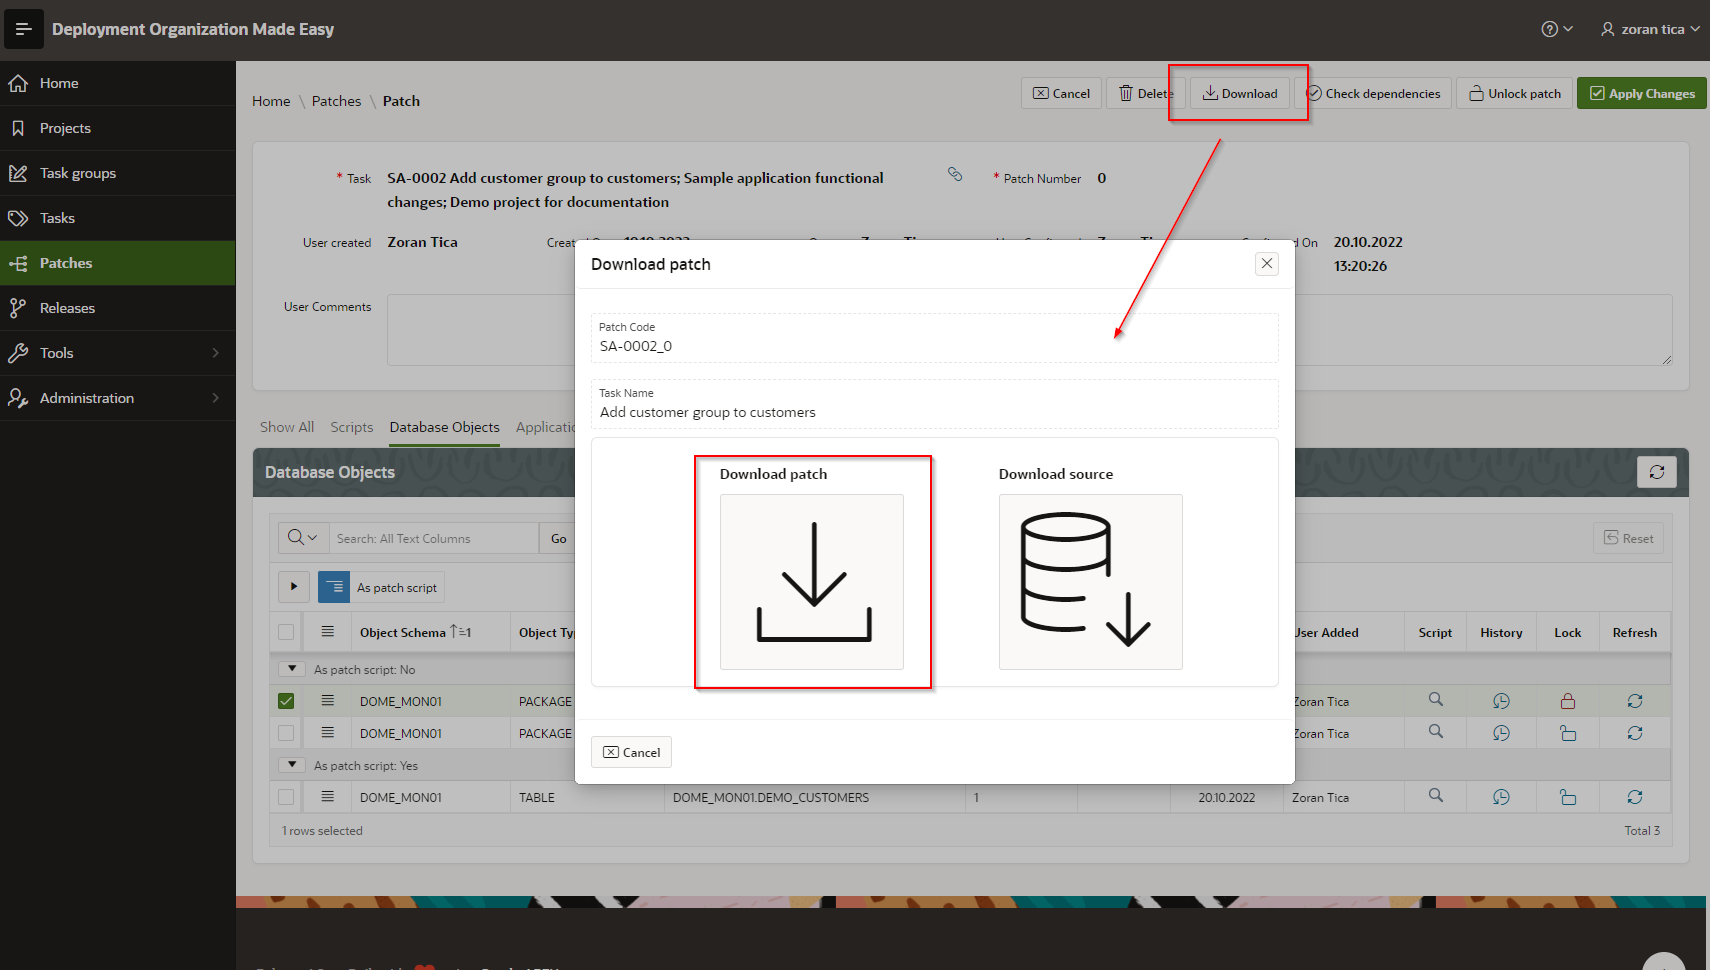 Deployment Organization Made Easy
zoran tica
Home
Projects
Task groups
Tasks
Patches
Releases
Tools
Administration
Home \ Patches \ Patch
Cancel
Delete
Download
Check dependencies
Unlock patch
Apply Changes
* Task
SA-0002 Add customer group to customers; Sample application functional
changes; Demo project for documentation
* Patch Number
0
User created
Zoran Tica
On
20.10.2022
13:20:26
User Comments
Download patch
Patch Code
SA-0002_0
Task Name
Add customer group to customers
Download patch
Download source
Cancel
Show All
Scripts
Database Objects
Database Objects
Search: All Text Columns
Go
Reset
As patch script
Object Schema
1
Object
User Added
Script
History
Lock
Refresh
As patch script: No
DOME_MON01
PACKAGE
Zoran Tica
DOME_MON01
PACKAGE
Zoran Tica
As patch script: Yes
DOME_MON01
TABLE
DOME_MON01.DEMO_CUSTOMERS
1
20.10.2022
Zoran Tica
1 rows selected
Total 3